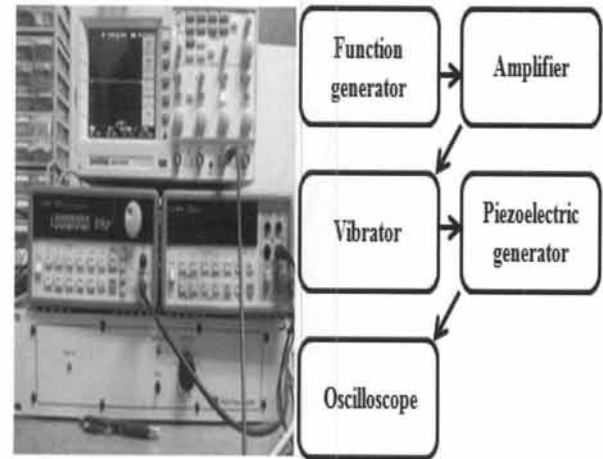 Function
generator
Amplifier
Vibrator
Piezoelectric
generator
Oscilloscope